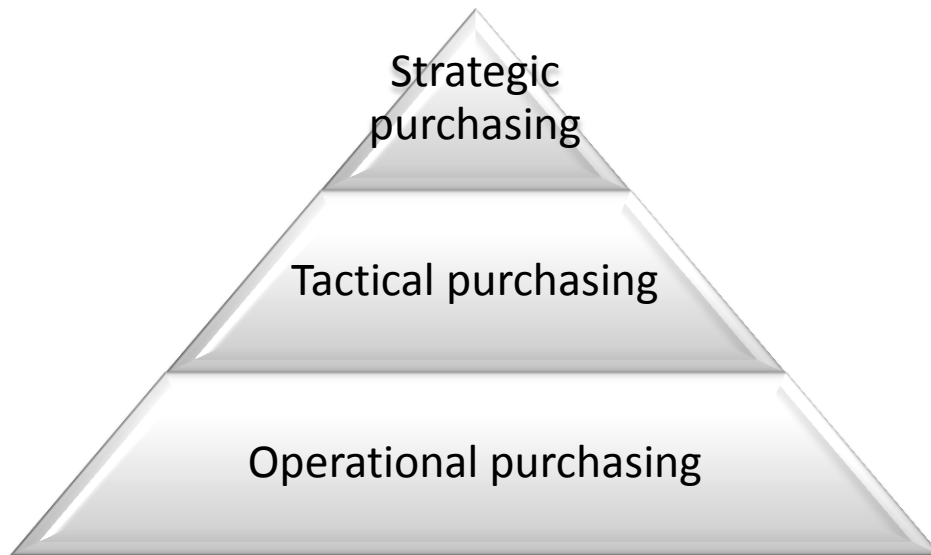 Strategic
purchasing
Tactical purchasing
Operational purchasing